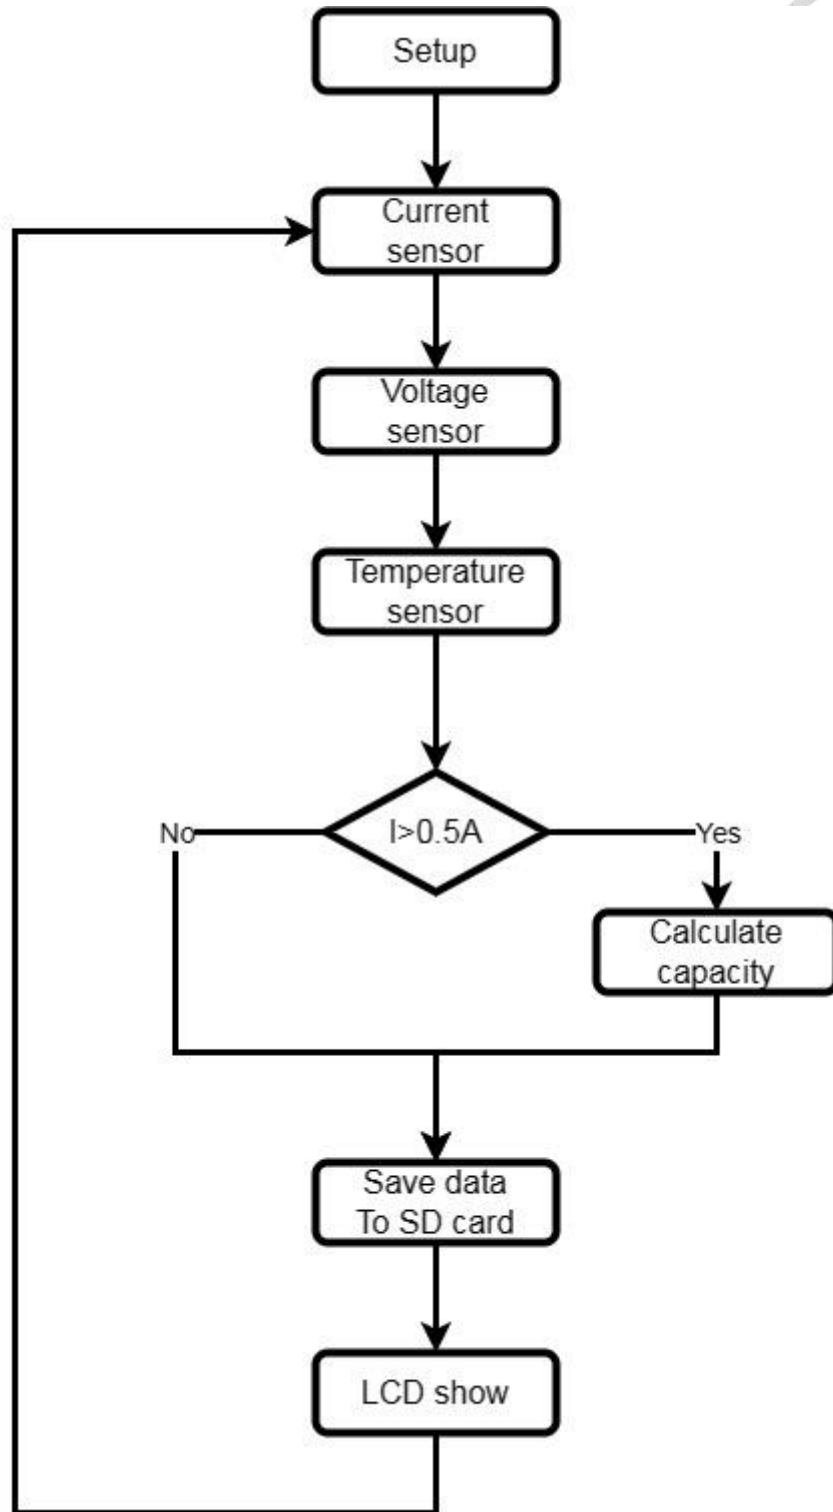 Setup
Current
sensor
Voltage
sensor
Temperature
sensor
I>0.5A
No
Yes
Calculate
capacity
Save data
To SD card
LCD show